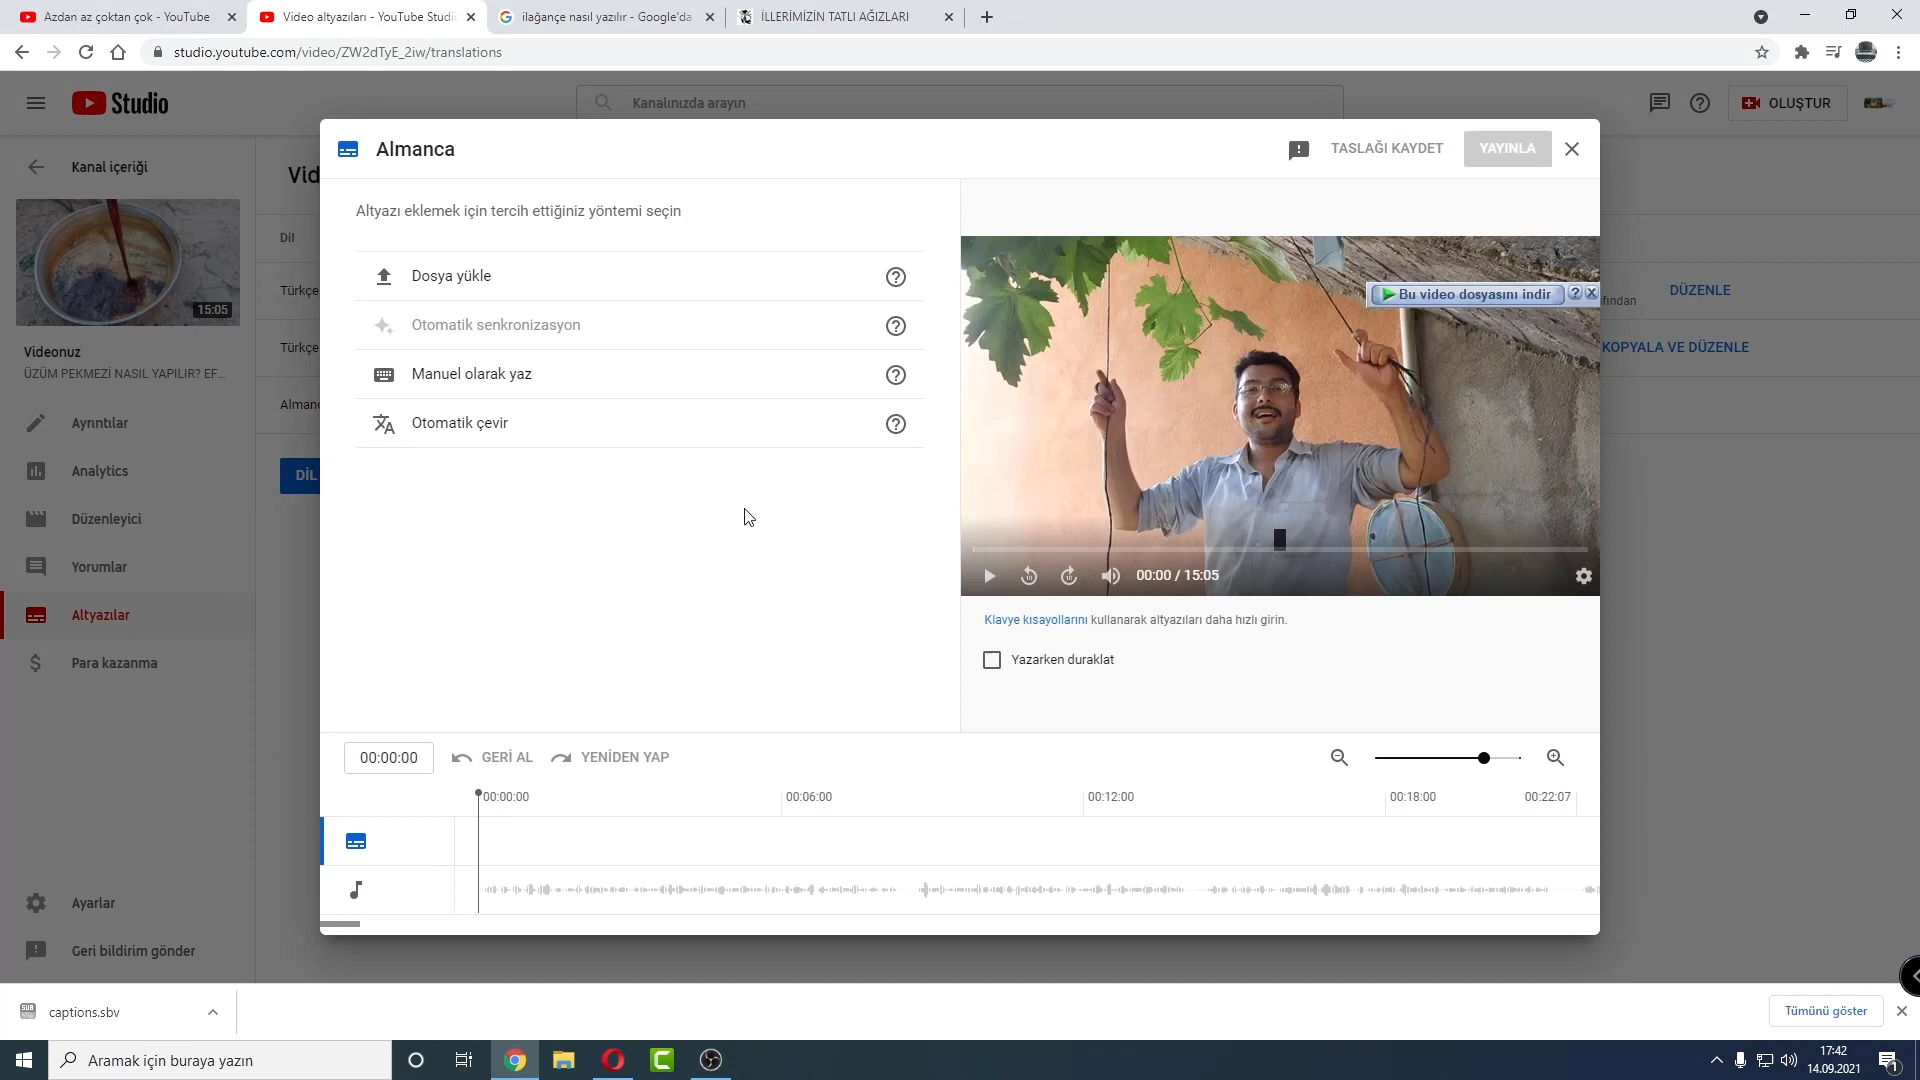 Azdan az çoktan çok - YouTube
Video altyazıları - YouTube Studio
ilağançe nasıl yazılır - Google'da
İLLERİMİZİN TATLI AĞIZLARI
studio.youtube.com/video/ZW2dTyE_2iw/translations
Studio
Kanalınızda arayın
OLUŞTUR
Kanal içeriği
15:05
Videonuz
ÜZÜM PEKMEZİ NASIL YAPILIR? EF...
Ayrıntılar
Analytics
Düzenleyici
Yorumlar
Altyazılar
Para kazanma
Ayarlar
Geri bildirim gönder
Vid
Dil
Türkçe
Türkçe
Almanc
DİL
fından
DÜZENLE
KOPYALA VE DÜZENLE
Almanca
TASLAĞI KAYDET
YAYINLA
Altyazı eklemek için tercih ettiğiniz yöntemi seçin
Dosya yükle
Otomatik senkronizasyon
Manuel olarak yaz
Otomatik çevir
Bu video dosyasını indir
00:00 / 15:05
Klavye kısayollarını kullanarak altyazıları daha hızlı girin.
Yazarken duraklat
00:00:00
GERİ AL
YENİDEN YAP
00:00:00
00:06:00
00:12:00
00:18:00
00:22:07
captions.sbv
Tümünü göster
Aramak için buraya yazın
17:42
14.09.2021
1